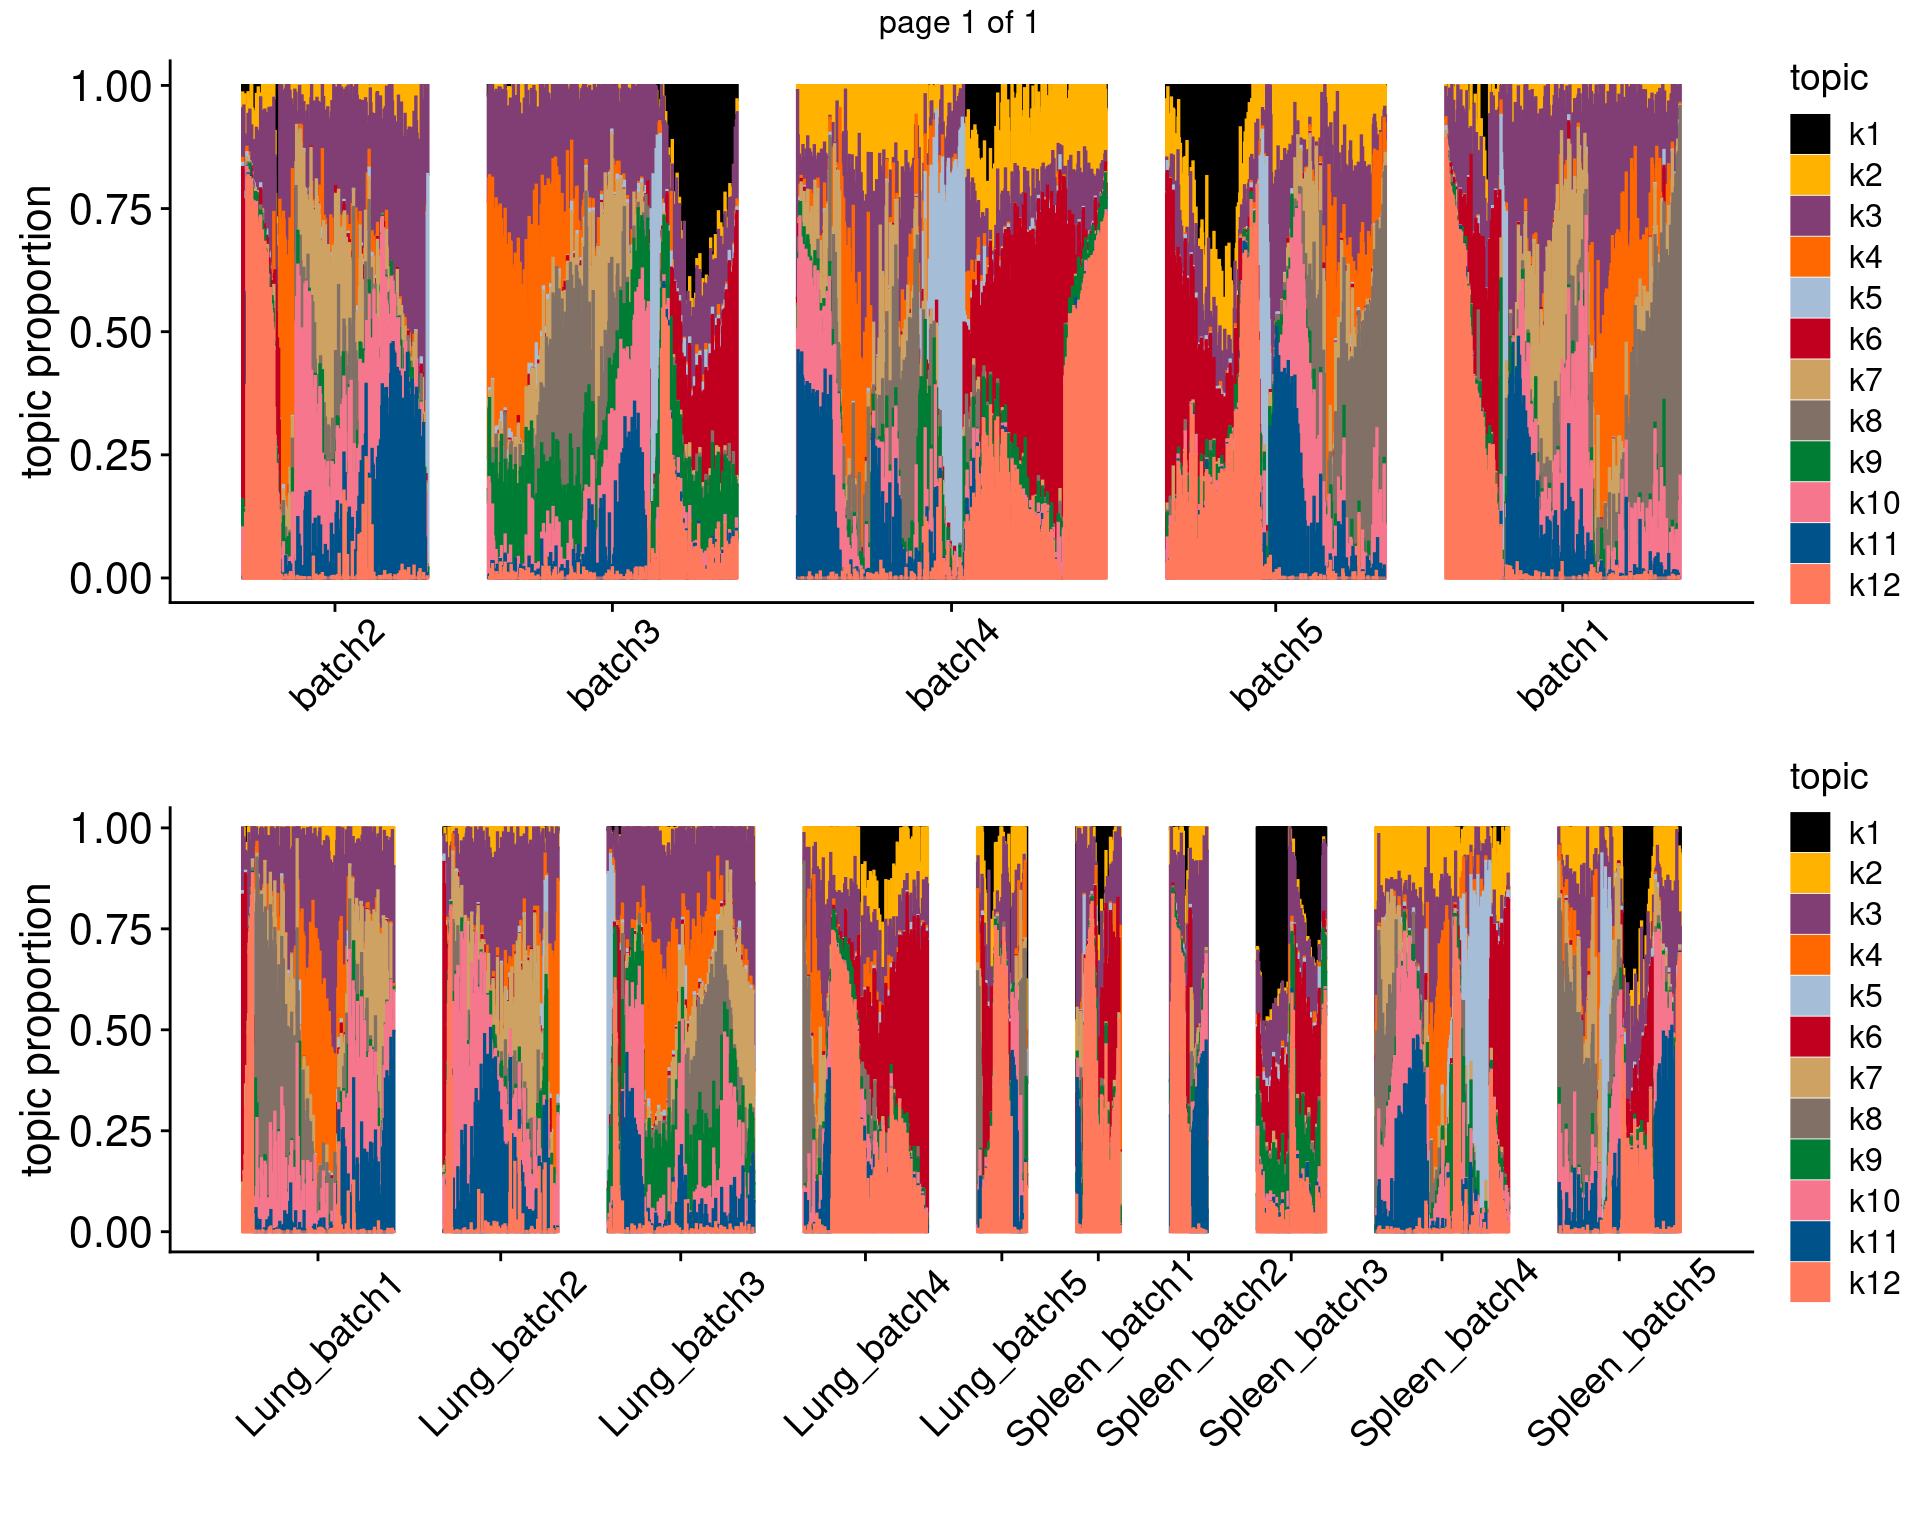 page 1 of 1
topic proportion
1.00
0.75
0.50
0.25
0.00
batch2
batch3
batch4
batch5
batch1
topic
k1
k2
k3
k4
k5
k6
k7
k8
k9
k10
k11
k12
topic proportion
1.00
0.75
0.50
0.25
0.00
Lung_batch1
Lung_batch2
Lung_batch3
Lung_batch4
Lung_batch5
Spleen_batch1
Spleen_batch2
Spleen_batch3
Spleen_batch4
Spleen_batch5
topic
k1
k2
k3
k4
k5
k6
k7
k8
k9
k10
k11
k12